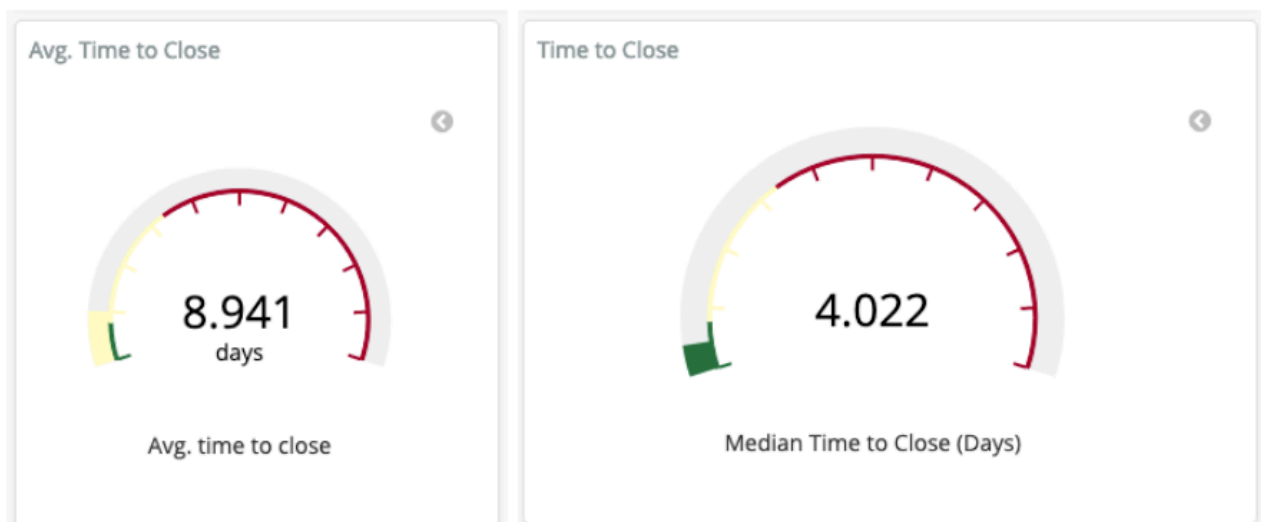 Avg. Time to Close
8.941
days
Avg. time to close
Time to Close
4.022
Median Time to Close (Days)